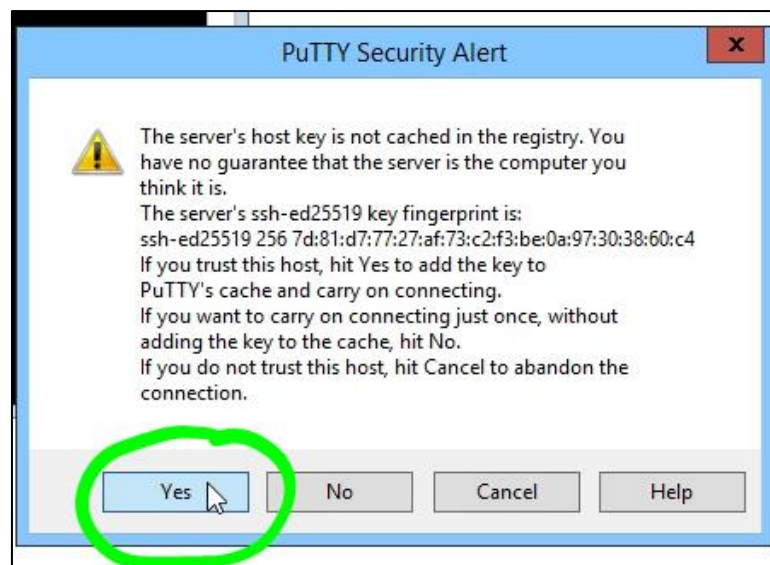 PuTTY Security Alert
x
The server's host key is not cached in the registry. You
have no guarantee that the server is the computer you
think it is.
The server's ssh-ed25519 key fingerprint is:
ssh-ed25519 256 7d:81:d7:77:27:af:73:c2:f3:be:0a:97:30:38:60:c4
If you trust this host, hit Yes to add the key to
PuTTY's cache and carry on connecting.
If you want to carry on connecting just once, without
adding the key to the cache, hit No.
If you do not trust this host, hit Cancel to abandon the
connection.
Yes No Cancel Help